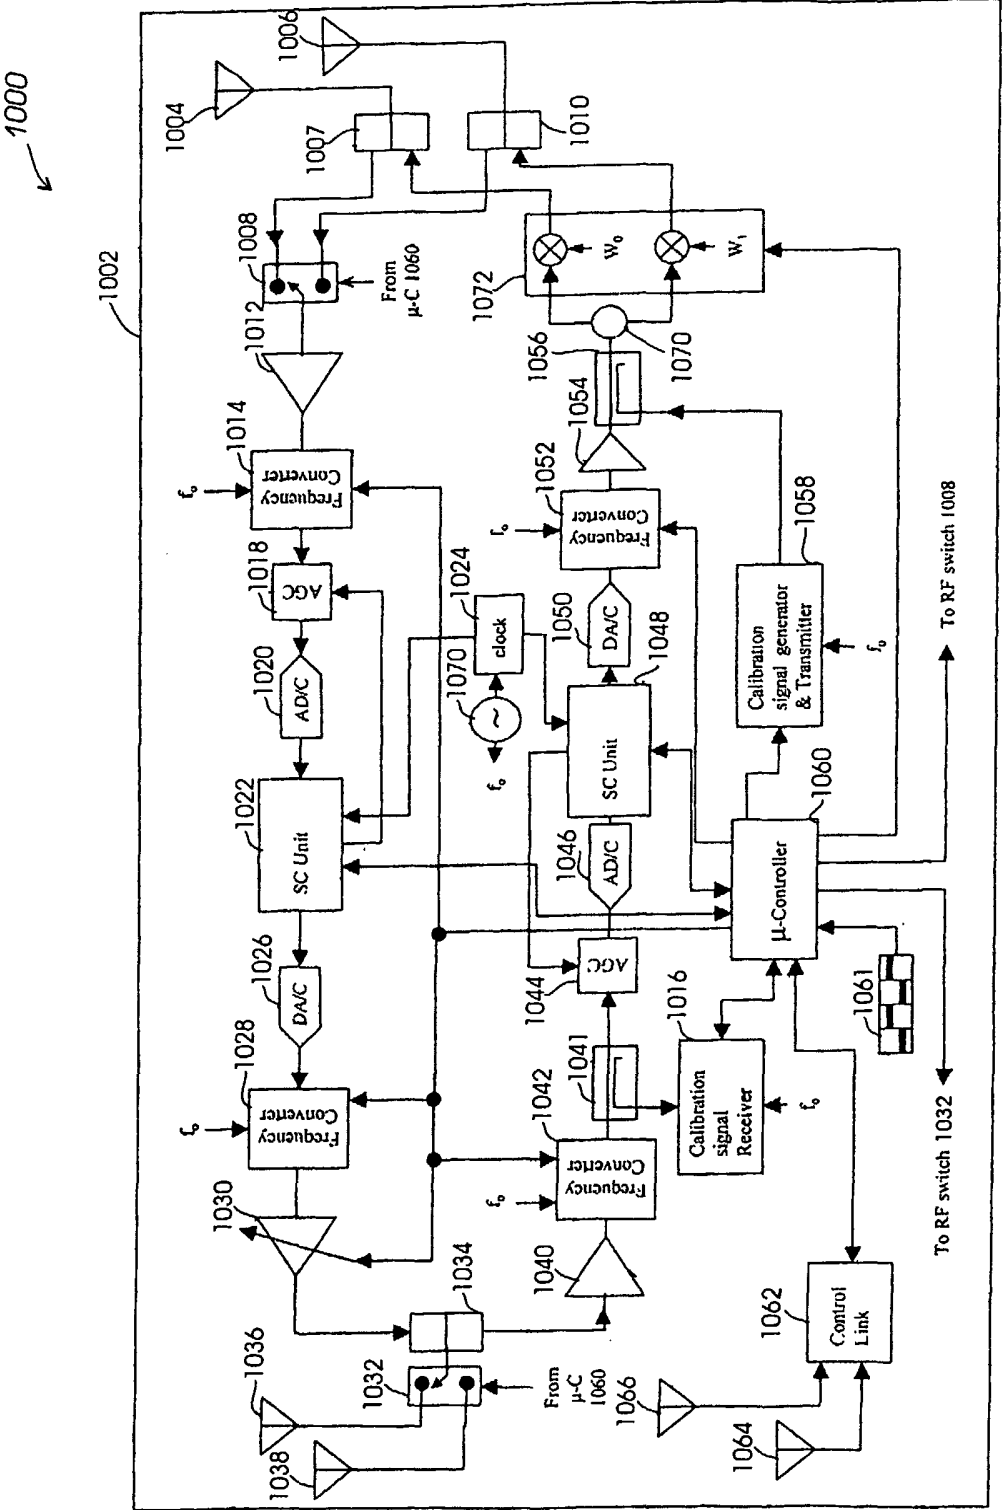 1000
1002
1004
1006
1007
1010
1008
From
μ-C 1060
1012
1014
f₀
Frequency
Converter
1018
AGC
1020
AD/C
1022
SC Unit
1026
DA/C
1028
f₀
Frequency
Converter
1030
1072
W₀
W₁
1070
1056
1054
1052
f₀
Frequency
Converter
1050
DA/C
1048
SC Unit
1024
clock
1070
~
f₀
1046
AD/C
1044
AGC
1041
1042
f₀
Frequency
Converter
1040
1034
1032
From
μ-C
1060
1036
1038
1058
Calibration
signal generator
& Transmitter
f₀
1060
μ-Controller
1016
Calibration
signal
Receiver
f₀
1061
1062
Control
Link
1066
1064
To RF switch 1008
To RF switch 1032